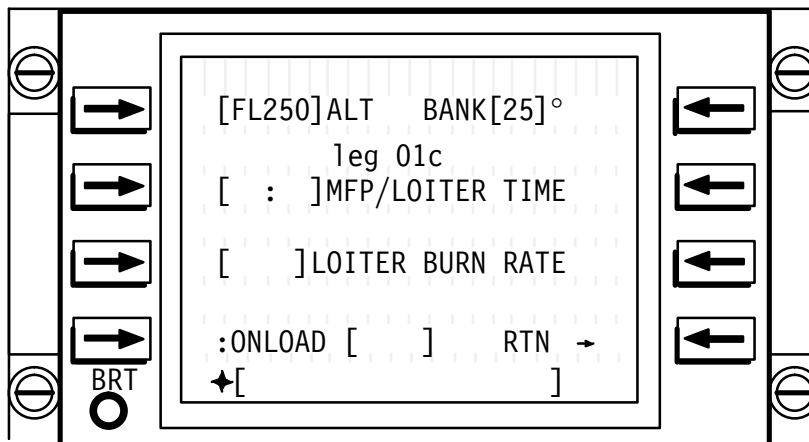 [FL250]ALT BANK[25]°
leg 01c
[ : ]MFP/LOITER TIME
[ ]LOITER BURN RATE
:ONLOAD [ ] RTN →
[ ]
BRT